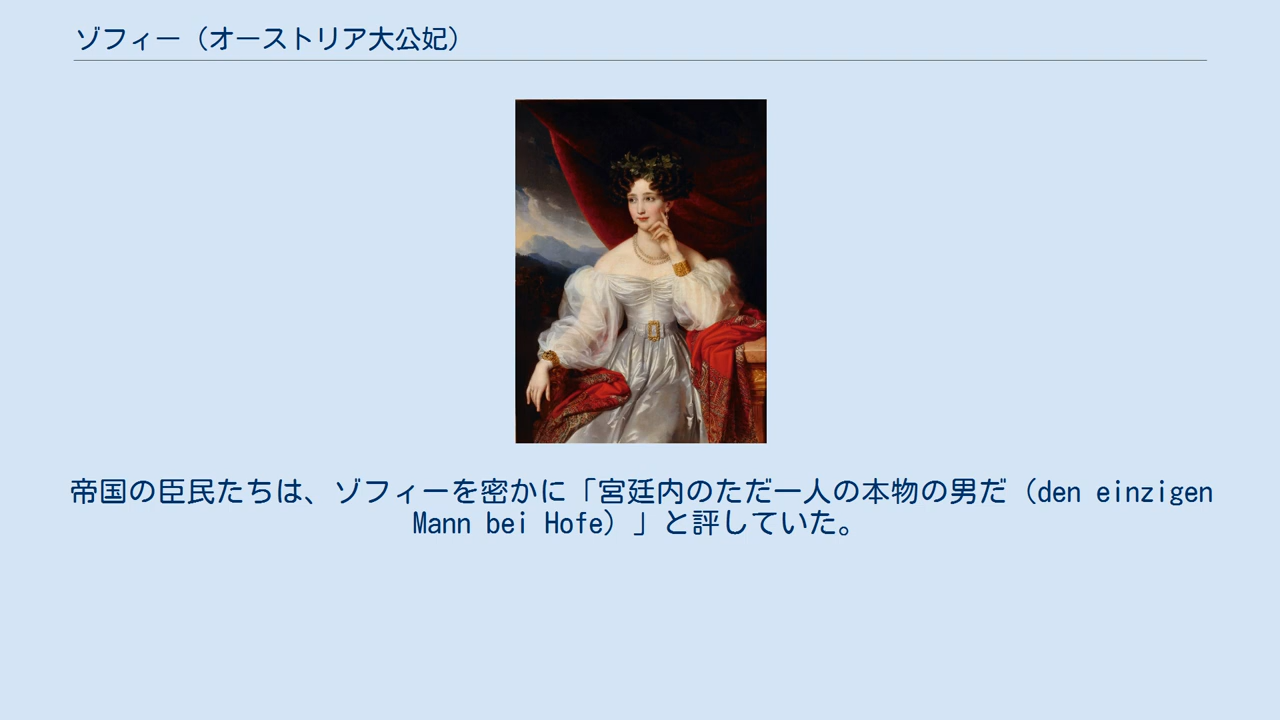 ゾフィー（オーストリア大公妃）
帝国の臣民たちは、ゾフィーを密かに「宮廷内のただ一人の本物の男だ（den einzigen
Mann bei Hofe）」と評していた。